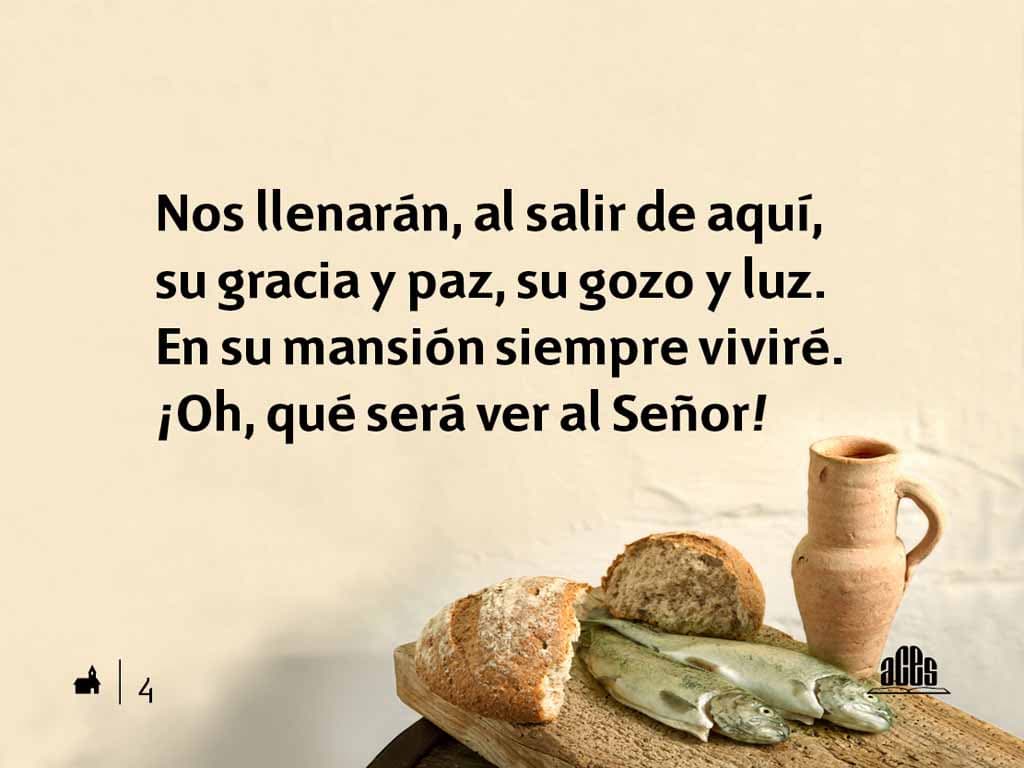 Nos llenarán, al salir de aquí,
su gracia y paz, su gozo y luz.
En su mansión siempre viviré.
¡Oh, qué será ver al Señor!
4
aces